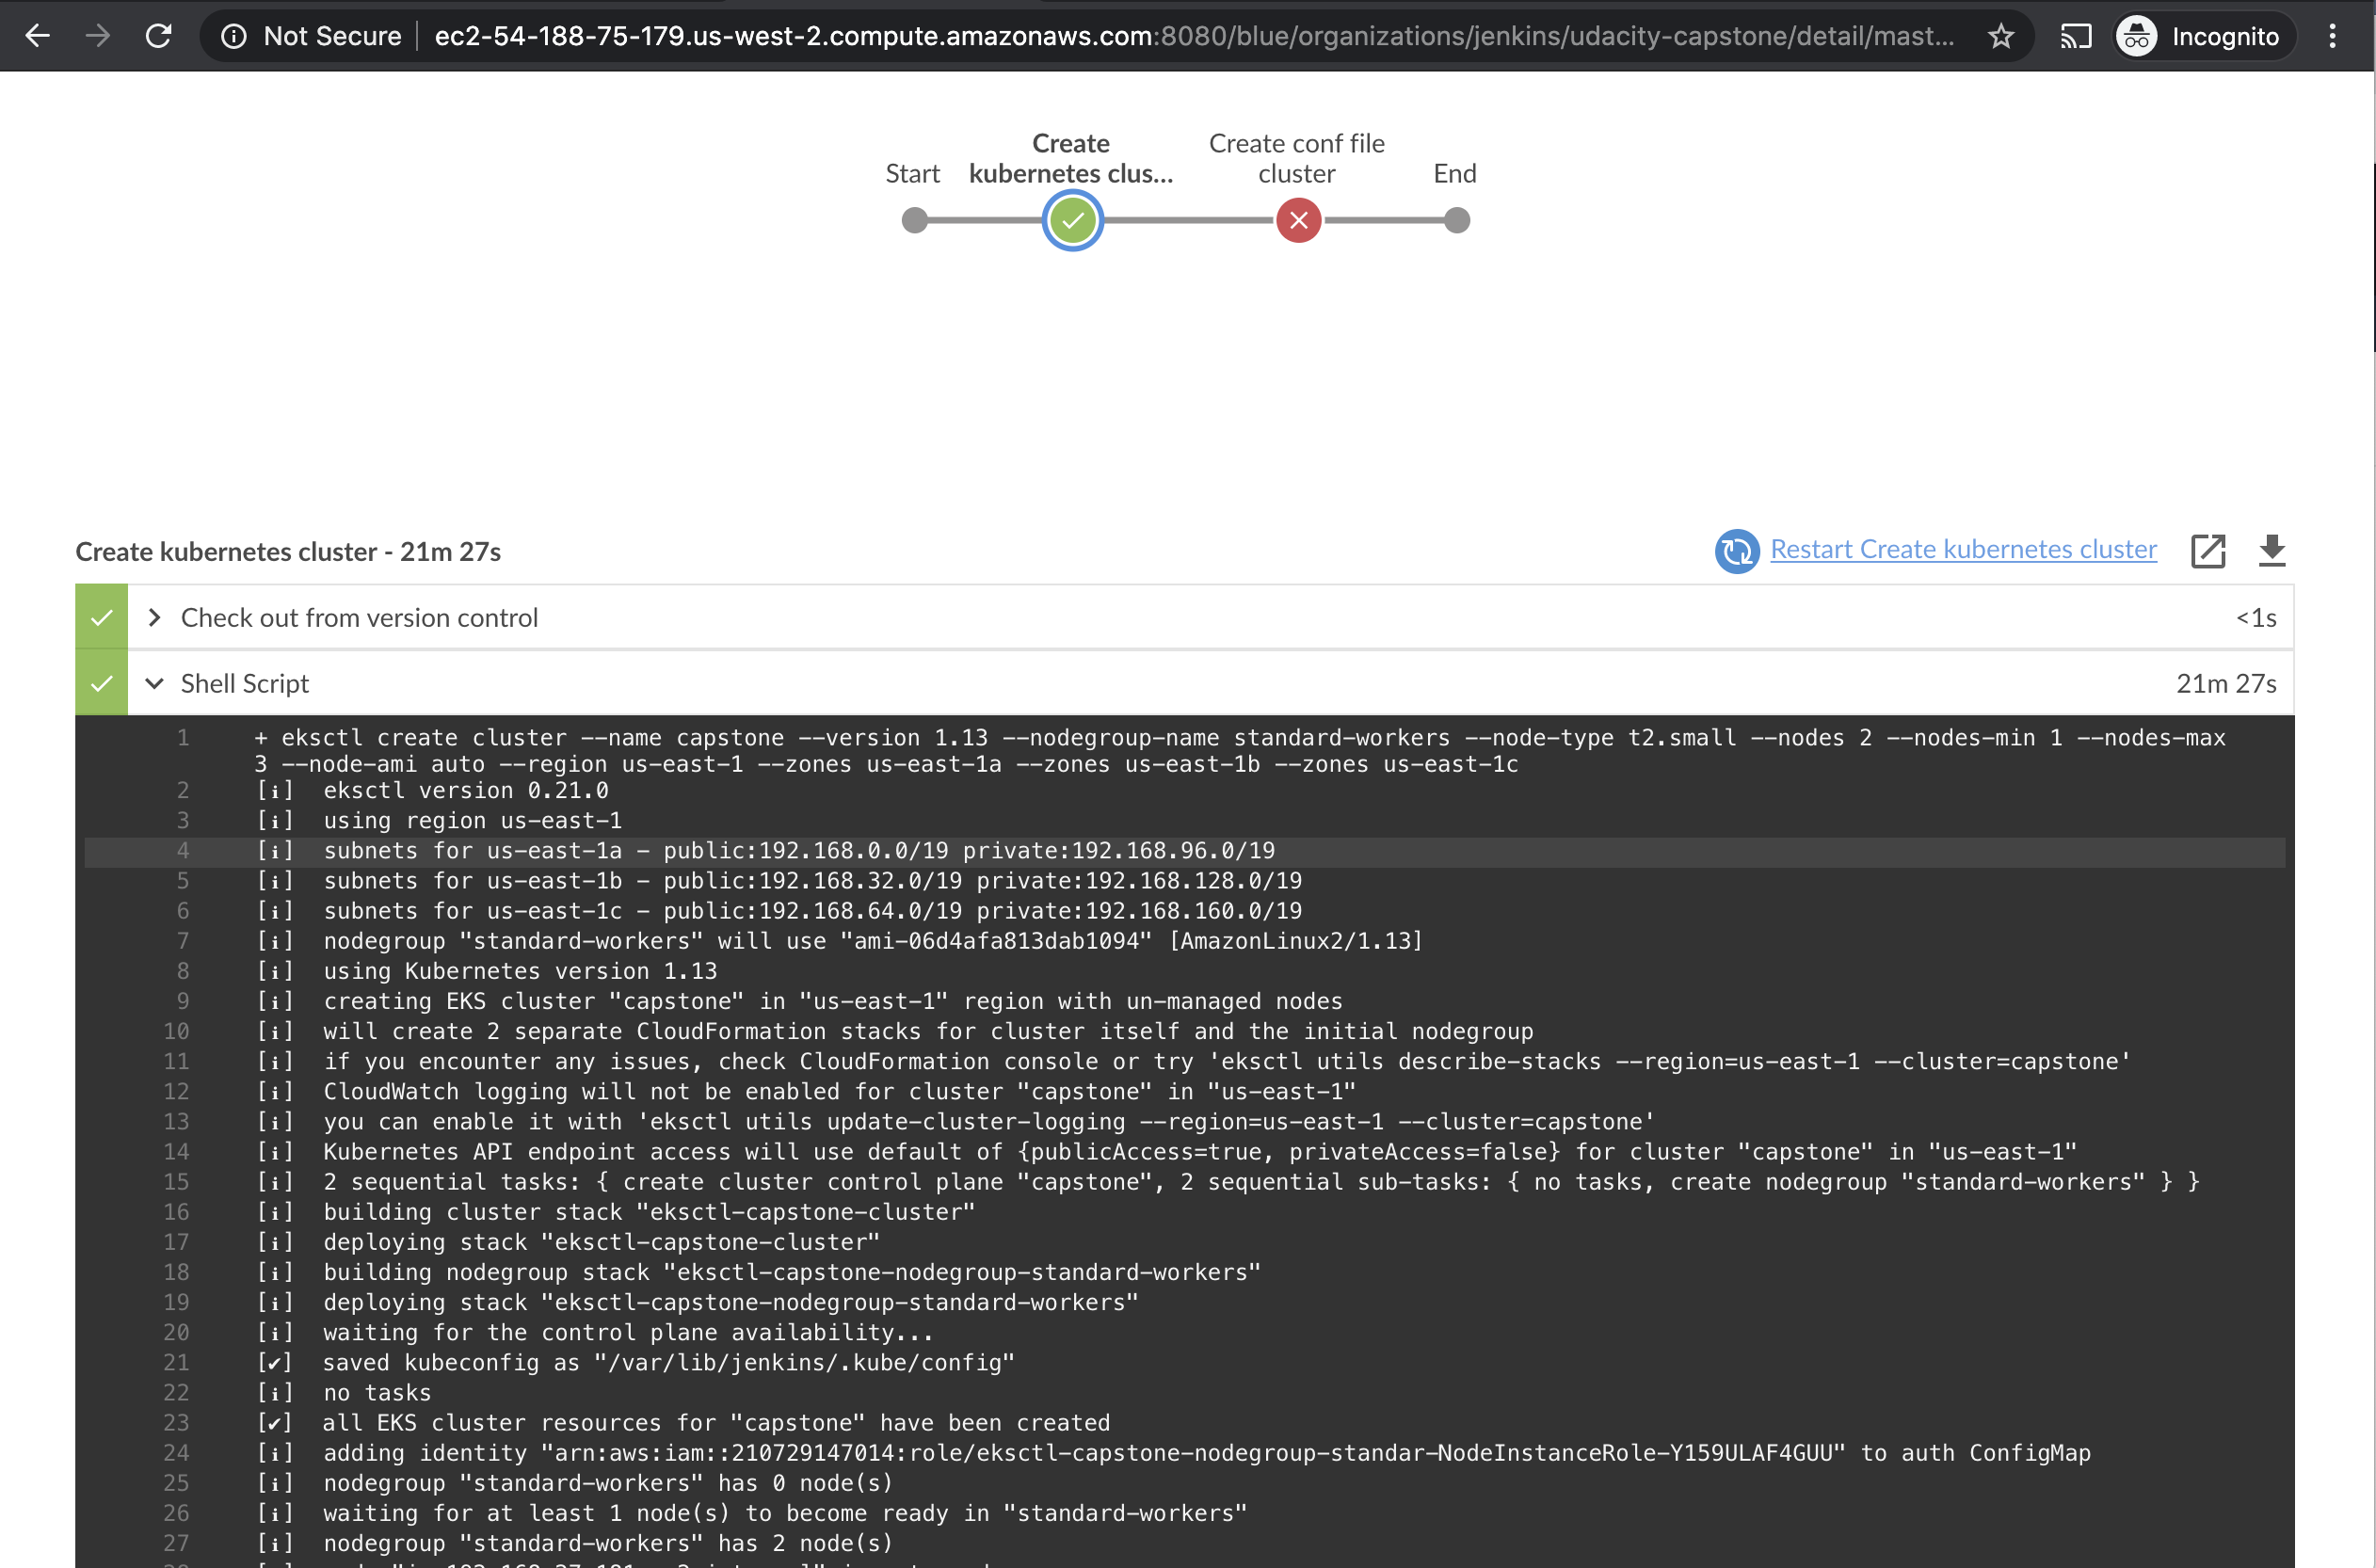 Not Secure ec2-54-188-75-179.us-west-2.compute.amazonaws.com:8080/blue/organizations/jenkins/udacity-capstone/detail/mast... Incognito
Create Create conf file
Start kubernetes clus... cluster End
Create kubernetes cluster - 21m 27s Restart Create kubernetes cluster
Check out from version control <1s
Shell Script 21m 27s
1 + eksctl create cluster --name capstone --version 1.13 --nodegroup-name standard-workers --node-type t2.small --nodes 2 --nodes-min 1 --nodes-max
3 --node-ami auto --region us-east-1 --zones us-east-1a --zones us-east-1b --zones us-east-1c
2 [ℹ] eksctl version 0.21.0
3 [ℹ] using region us-east-1
4 [ℹ] subnets for us-east-1a - public:192.168.0.0/19 private:192.168.96.0/19
5 [ℹ] subnets for us-east-1b - public:192.168.32.0/19 private:192.168.128.0/19
6 [ℹ] subnets for us-east-1c - public:192.168.64.0/19 private:192.168.160.0/19
7 [ℹ] nodegroup "standard-workers" will use "ami-06d4afa813dab1094" [AmazonLinux2/1.13]
8 [ℹ] using Kubernetes version 1.13
9 [ℹ] creating EKS cluster "capstone" in "us-east-1" region with un-managed nodes
10 [ℹ] will create 2 separate CloudFormation stacks for cluster itself and the initial nodegroup
11 [ℹ] if you encounter any issues, check CloudFormation console or try 'eksctl utils describe-stacks --region=us-east-1 --cluster=capstone'
12 [ℹ] CloudWatch logging will not be enabled for cluster "capstone" in "us-east-1"
13 [ℹ] you can enable it with 'eksctl utils update-cluster-logging --region=us-east-1 --cluster=capstone'
14 [ℹ] Kubernetes API endpoint access will use default of {publicAccess=true, privateAccess=false} for cluster "capstone" in "us-east-1"
15 [ℹ] 2 sequential tasks: { create cluster control plane "capstone", 2 sequential sub-tasks: { no tasks, create nodegroup "standard-workers" } }
16 [ℹ] building cluster stack "eksctl-capstone-cluster"
17 [ℹ] deploying stack "eksctl-capstone-cluster"
18 [ℹ] building nodegroup stack "eksctl-capstone-nodegroup-standard-workers"
19 [ℹ] deploying stack "eksctl-capstone-nodegroup-standard-workers"
20 [ℹ] waiting for the control plane availability...
21 [✔] saved kubeconfig as "/var/lib/jenkins/.kube/config"
22 [ℹ] no tasks
23 [✔] all EKS cluster resources for "capstone" have been created
24 [ℹ] adding identity "arn:aws:iam::210729147014:role/eksctl-capstone-nodegroup-standar-NodeInstanceRole-Y159ULAF4GUU" to auth ConfigMap
25 [ℹ] nodegroup "standard-workers" has 0 node(s)
26 [ℹ] waiting for at least 1 node(s) to become ready in "standard-workers"
27 [ℹ] nodegroup "standard-workers" has 2 node(s)